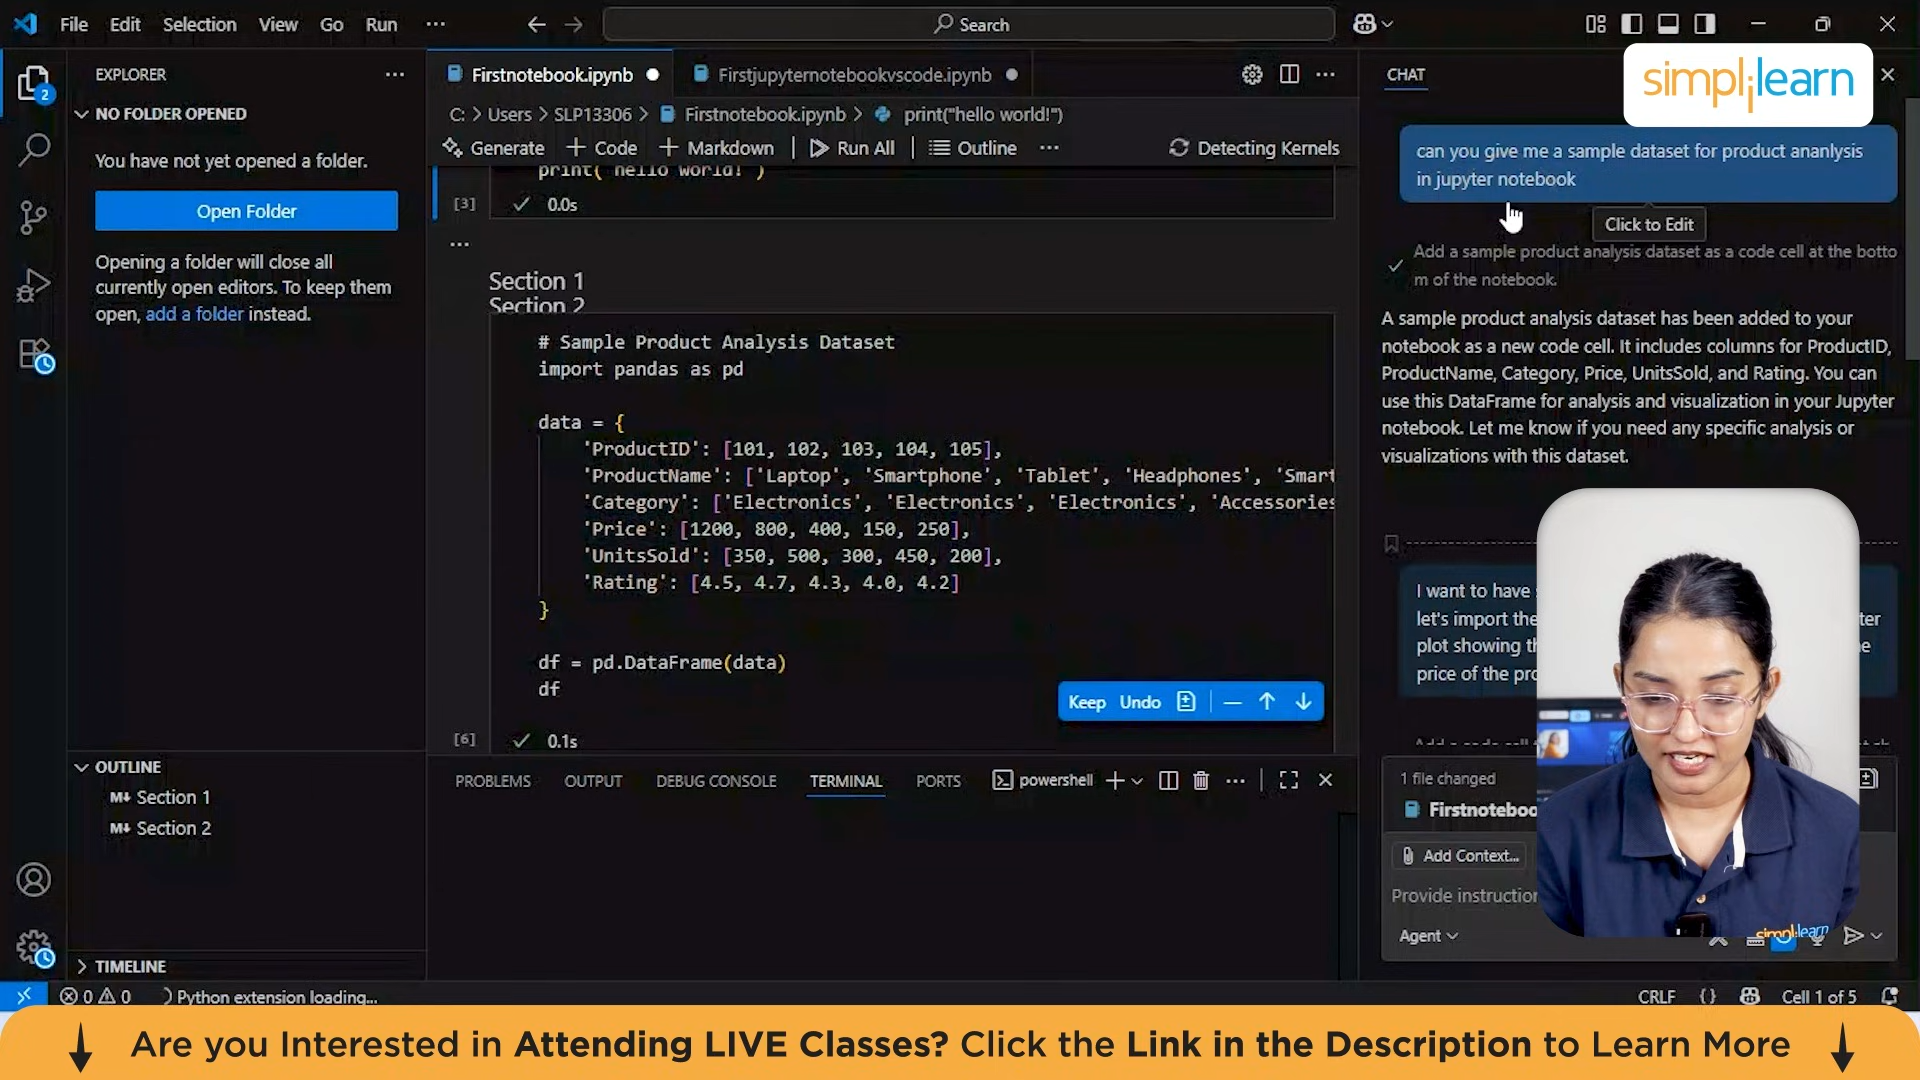 File Edit Selection View Go Run ...
Search
EXPLORER
NO FOLDER OPENED
You have not yet opened a folder.
Open Folder
Opening a folder will close all
currently open editors. To keep them
open, add a folder instead.
OUTLINE
M↓ Section 1
M↓ Section 2
TIMELINE
Firstnotebook.ipynb
Firstjupyternotebookvscode.ipynb
C: > Users > SLP13306 > Firstnotebook.ipynb > print("hello world!")
Generate + Code + Markdown Run All Outline ... Detecting Kernels
print("hello world!")
[3] ✓ 0.0s
...
Section 1
Section 2
# Sample Product Analysis Dataset
import pandas as pd
data = {
'ProductID': [101, 102, 103, 104, 105],
'ProductName': ['Laptop', 'Smartphone', 'Tablet', 'Headphones', 'Smart
'Category': ['Electronics', 'Electronics', 'Electronics', 'Accessories
'Price': [1200, 800, 400, 150, 250],
'UnitsSold': [350, 500, 300, 450, 200],
'Rating': [4.5, 4.7, 4.3, 4.0, 4.2]
}
df = pd.DataFrame(data)
df
Keep Undo
[6] ✓ 0.1s
PROBLEMS OUTPUT DEBUG CONSOLE TERMINAL PORTS powershell
CHAT
simplilearn
can you give me a sample dataset for product ananlysis
in jupyter notebook
Click to Edit
Add a sample product analysis dataset as a code cell at the botto
m of the notebook.
A sample product analysis dataset has been added to your
notebook as a new code cell. It includes columns for ProductID,
ProductName, Category, Price, UnitsSold, and Rating. You can
use this DataFrame for analysis and visualization in your Jupyter
notebook. Let me know if you need any specific analysis or
visualizations with this dataset.
I want to have
let's import the
plot showing
price of the
1 file changed
Add Context...
Agent
simplilearn
0 0 Python extension loading...
CRLF {} Cell 1 of 5
Are you Interested in Attending LIVE Classes? Click the Link in the Description to Learn More